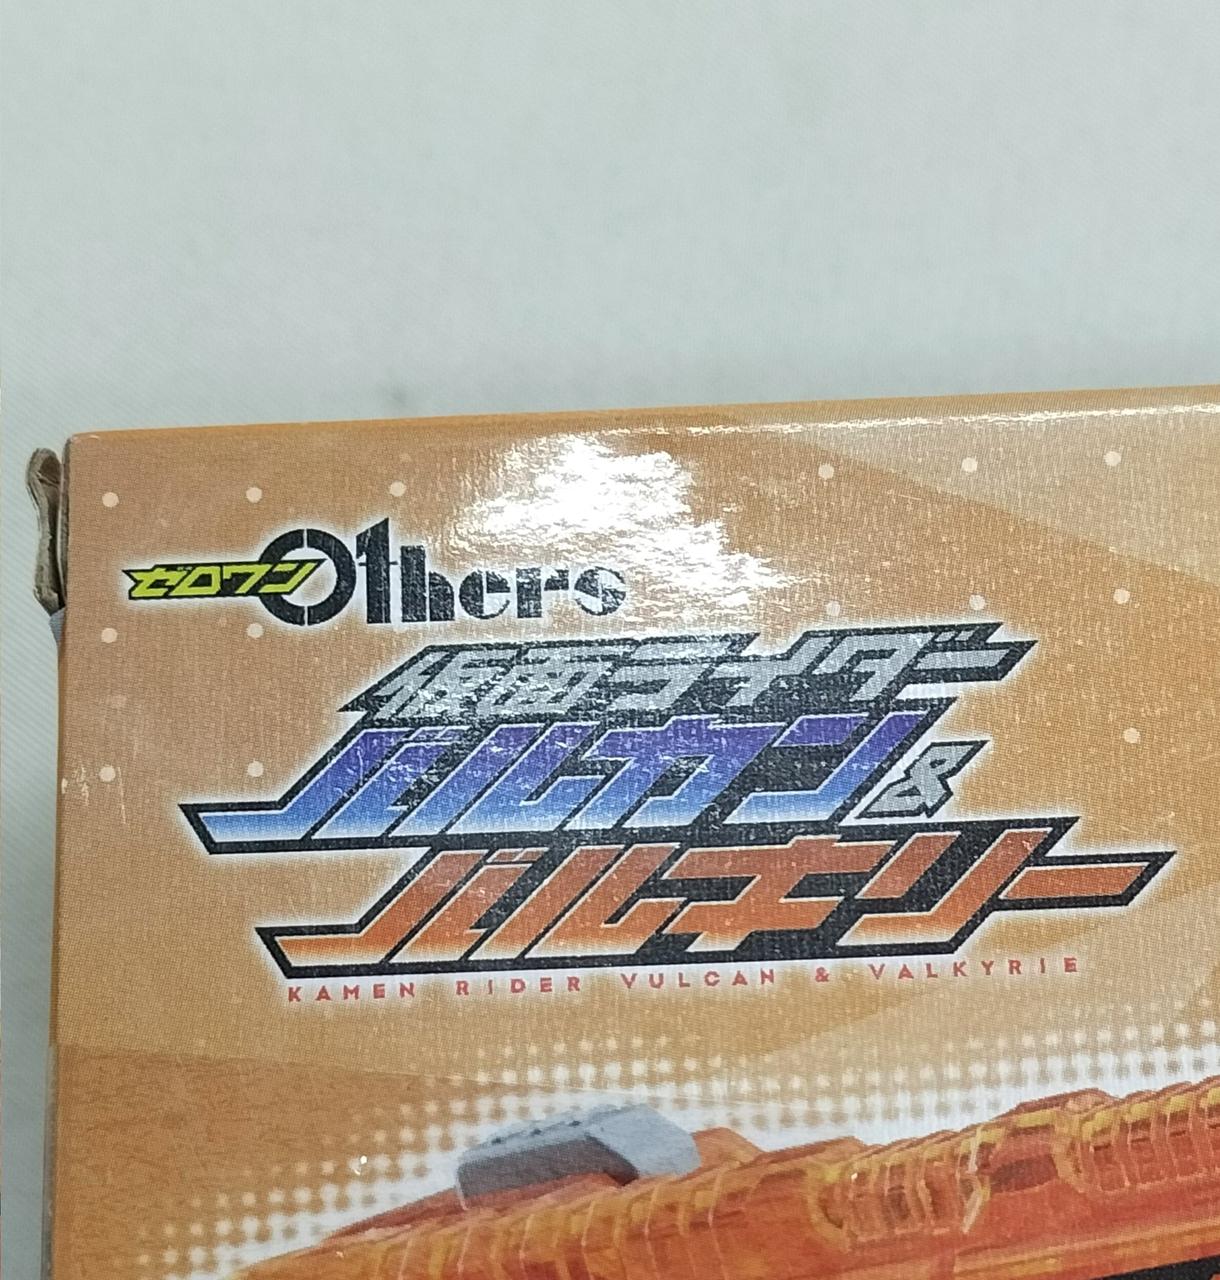 ゼロワン Others
仮面ライダー
バルカン&
バルキリー
KAMEN RIDER VULCAN & VALKYRIE